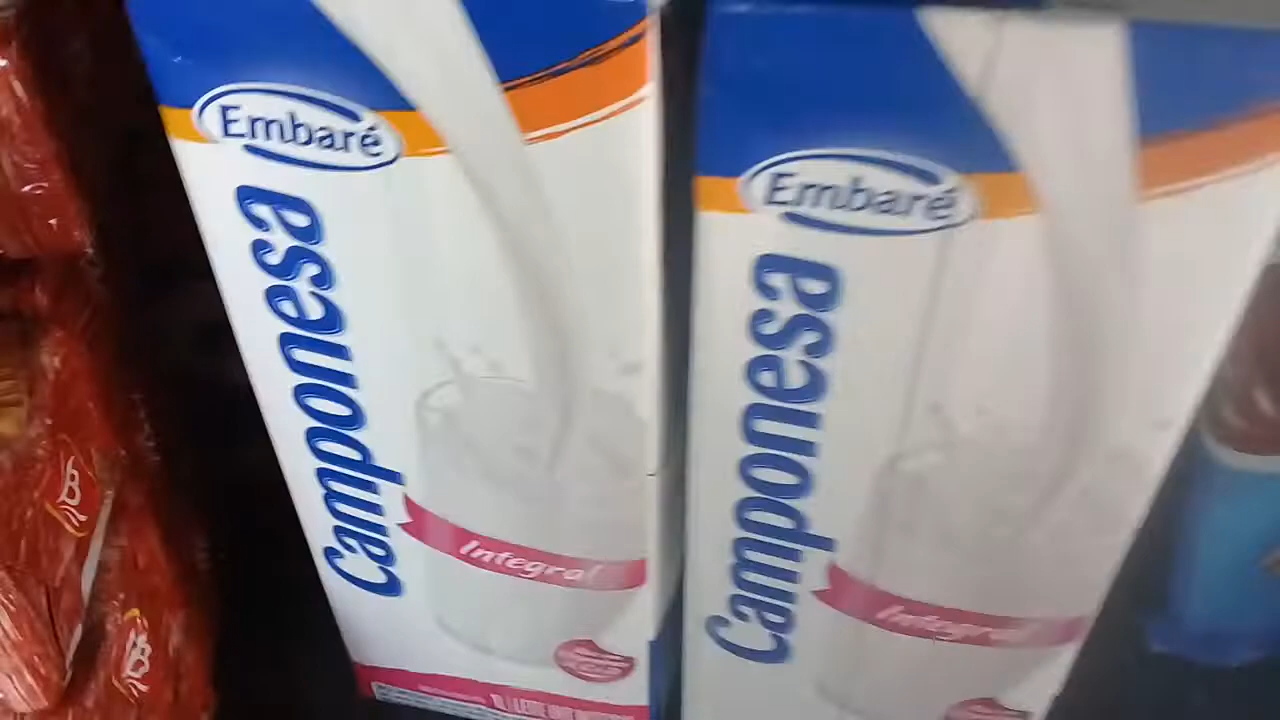 Embaré
Camponesa
Integral
Embaré
Camponesa
Integral